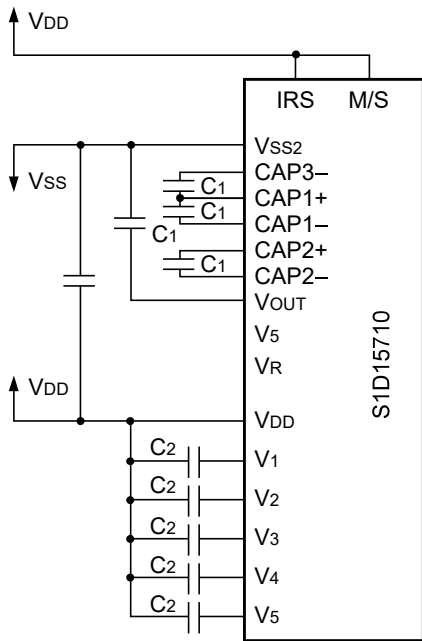 VDD
IRS M/S
VSS2
CAP3–
C1
VSS
CAP1+
C1
CAP1–
C1
CAP2+
C1
CAP2–
VOUT
V5
VR
S1D15710
VDD
VDD
C2
V1
C2
V2
C2
V3
C2
V4
C2
V5